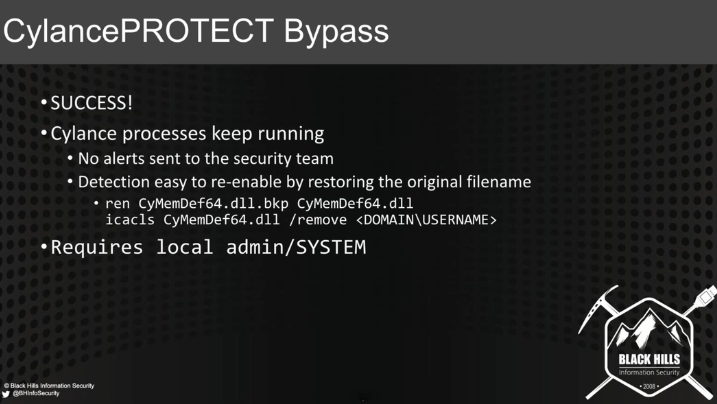 CylancePROTECT Bypass
•SUCCESS!
•Cylance processes keep running
• No alerts sent to the security team
• Detection easy to re-enable by restoring the original filename
• ren CyMemDef64.dll.bkp CyMemDef64.dll
icacls CyMemDef64.dll /remove <DOMAIN\USERNAME>
•Requires local admin/SYSTEM
BLACK HILLS
Information Security
• 2008 •
© Black Hills Information Security
@BHInfoSecurity